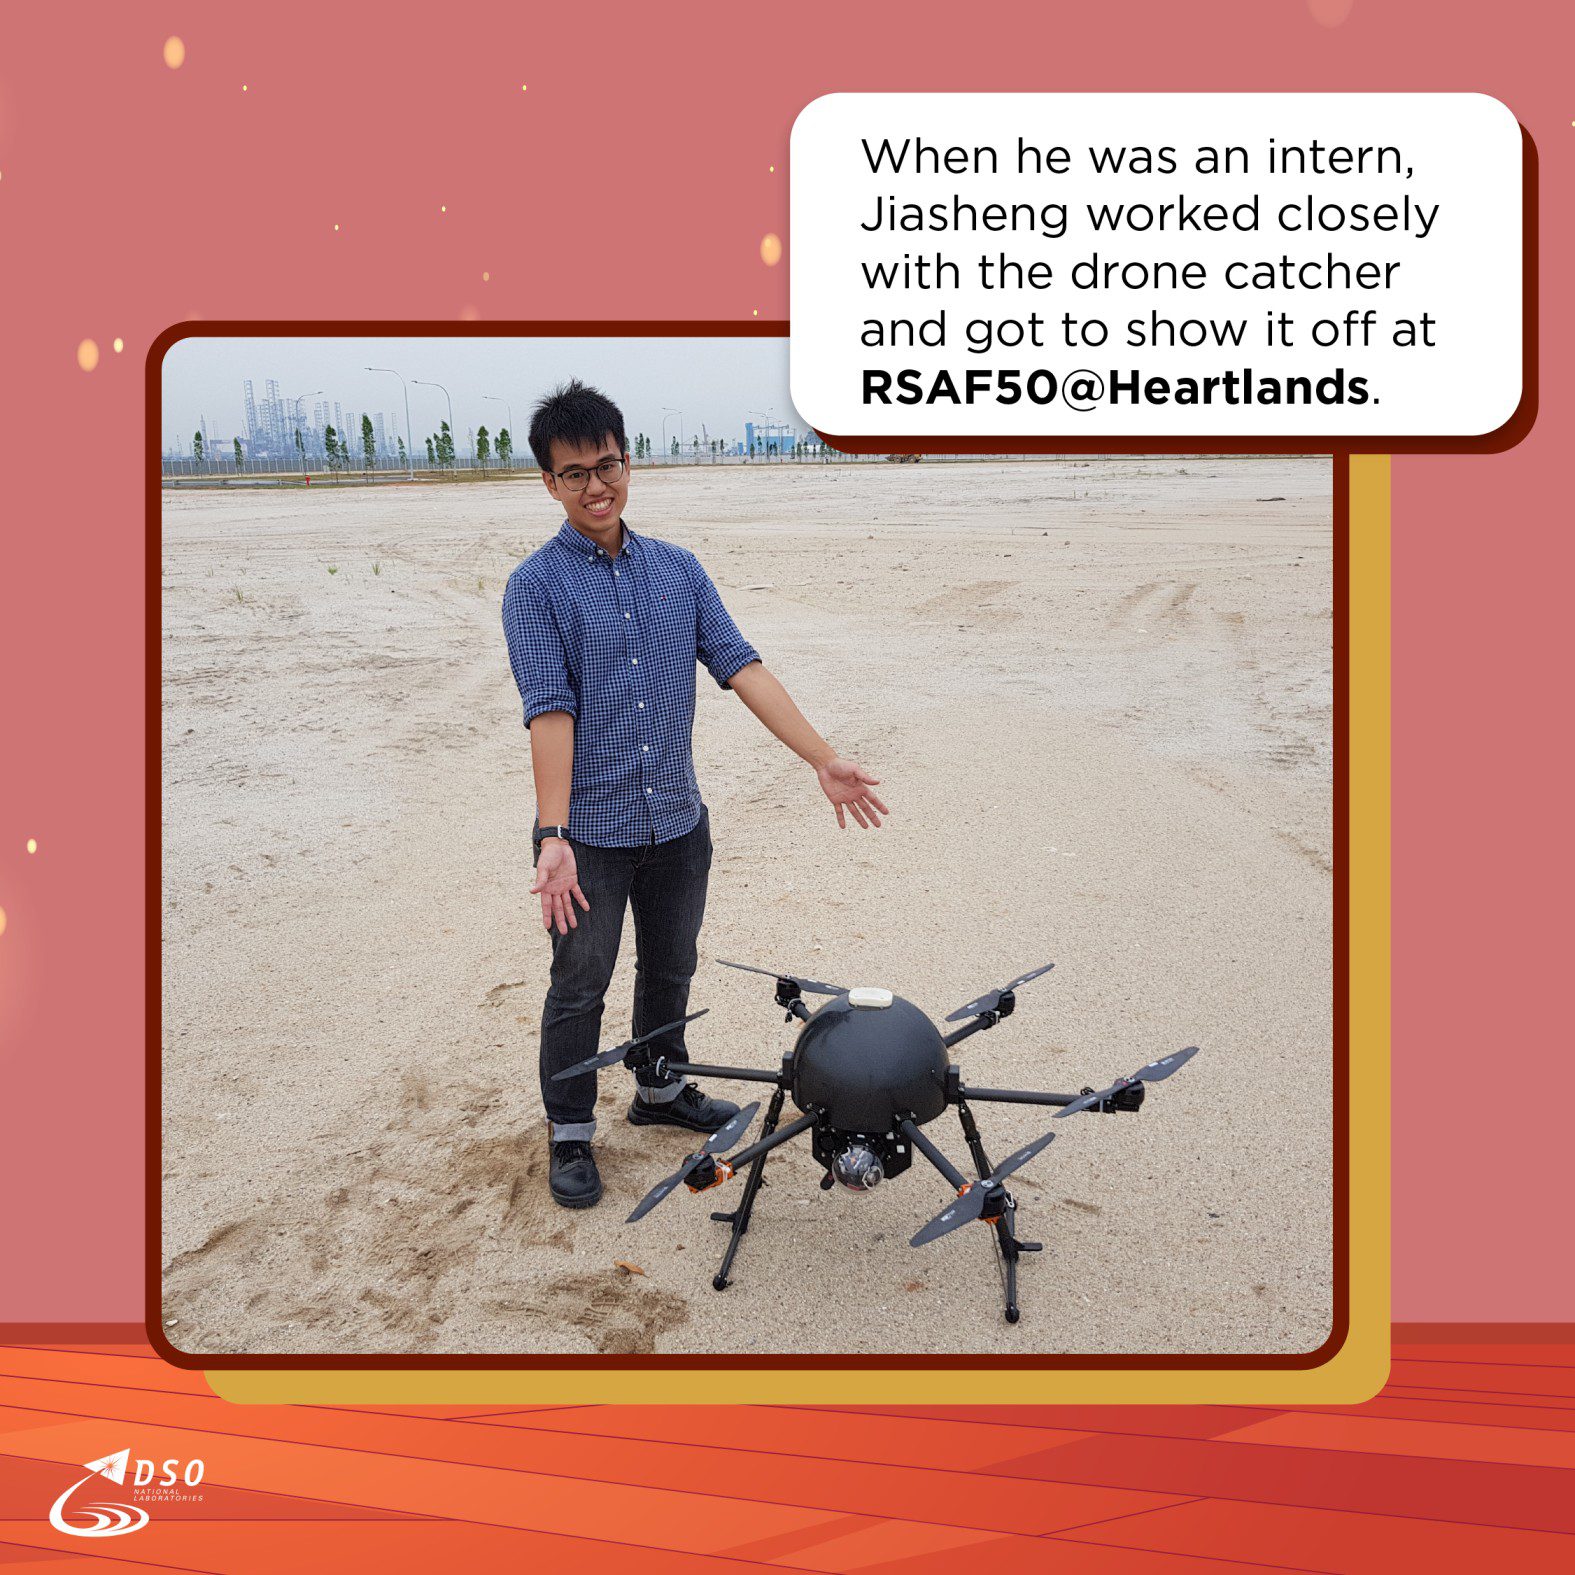 When he was an intern,
Jiasheng worked closely
with the drone catcher
and got to show it off at
RSAF50@Heartlands.
DSO
NATIONAL
LABORATORIES